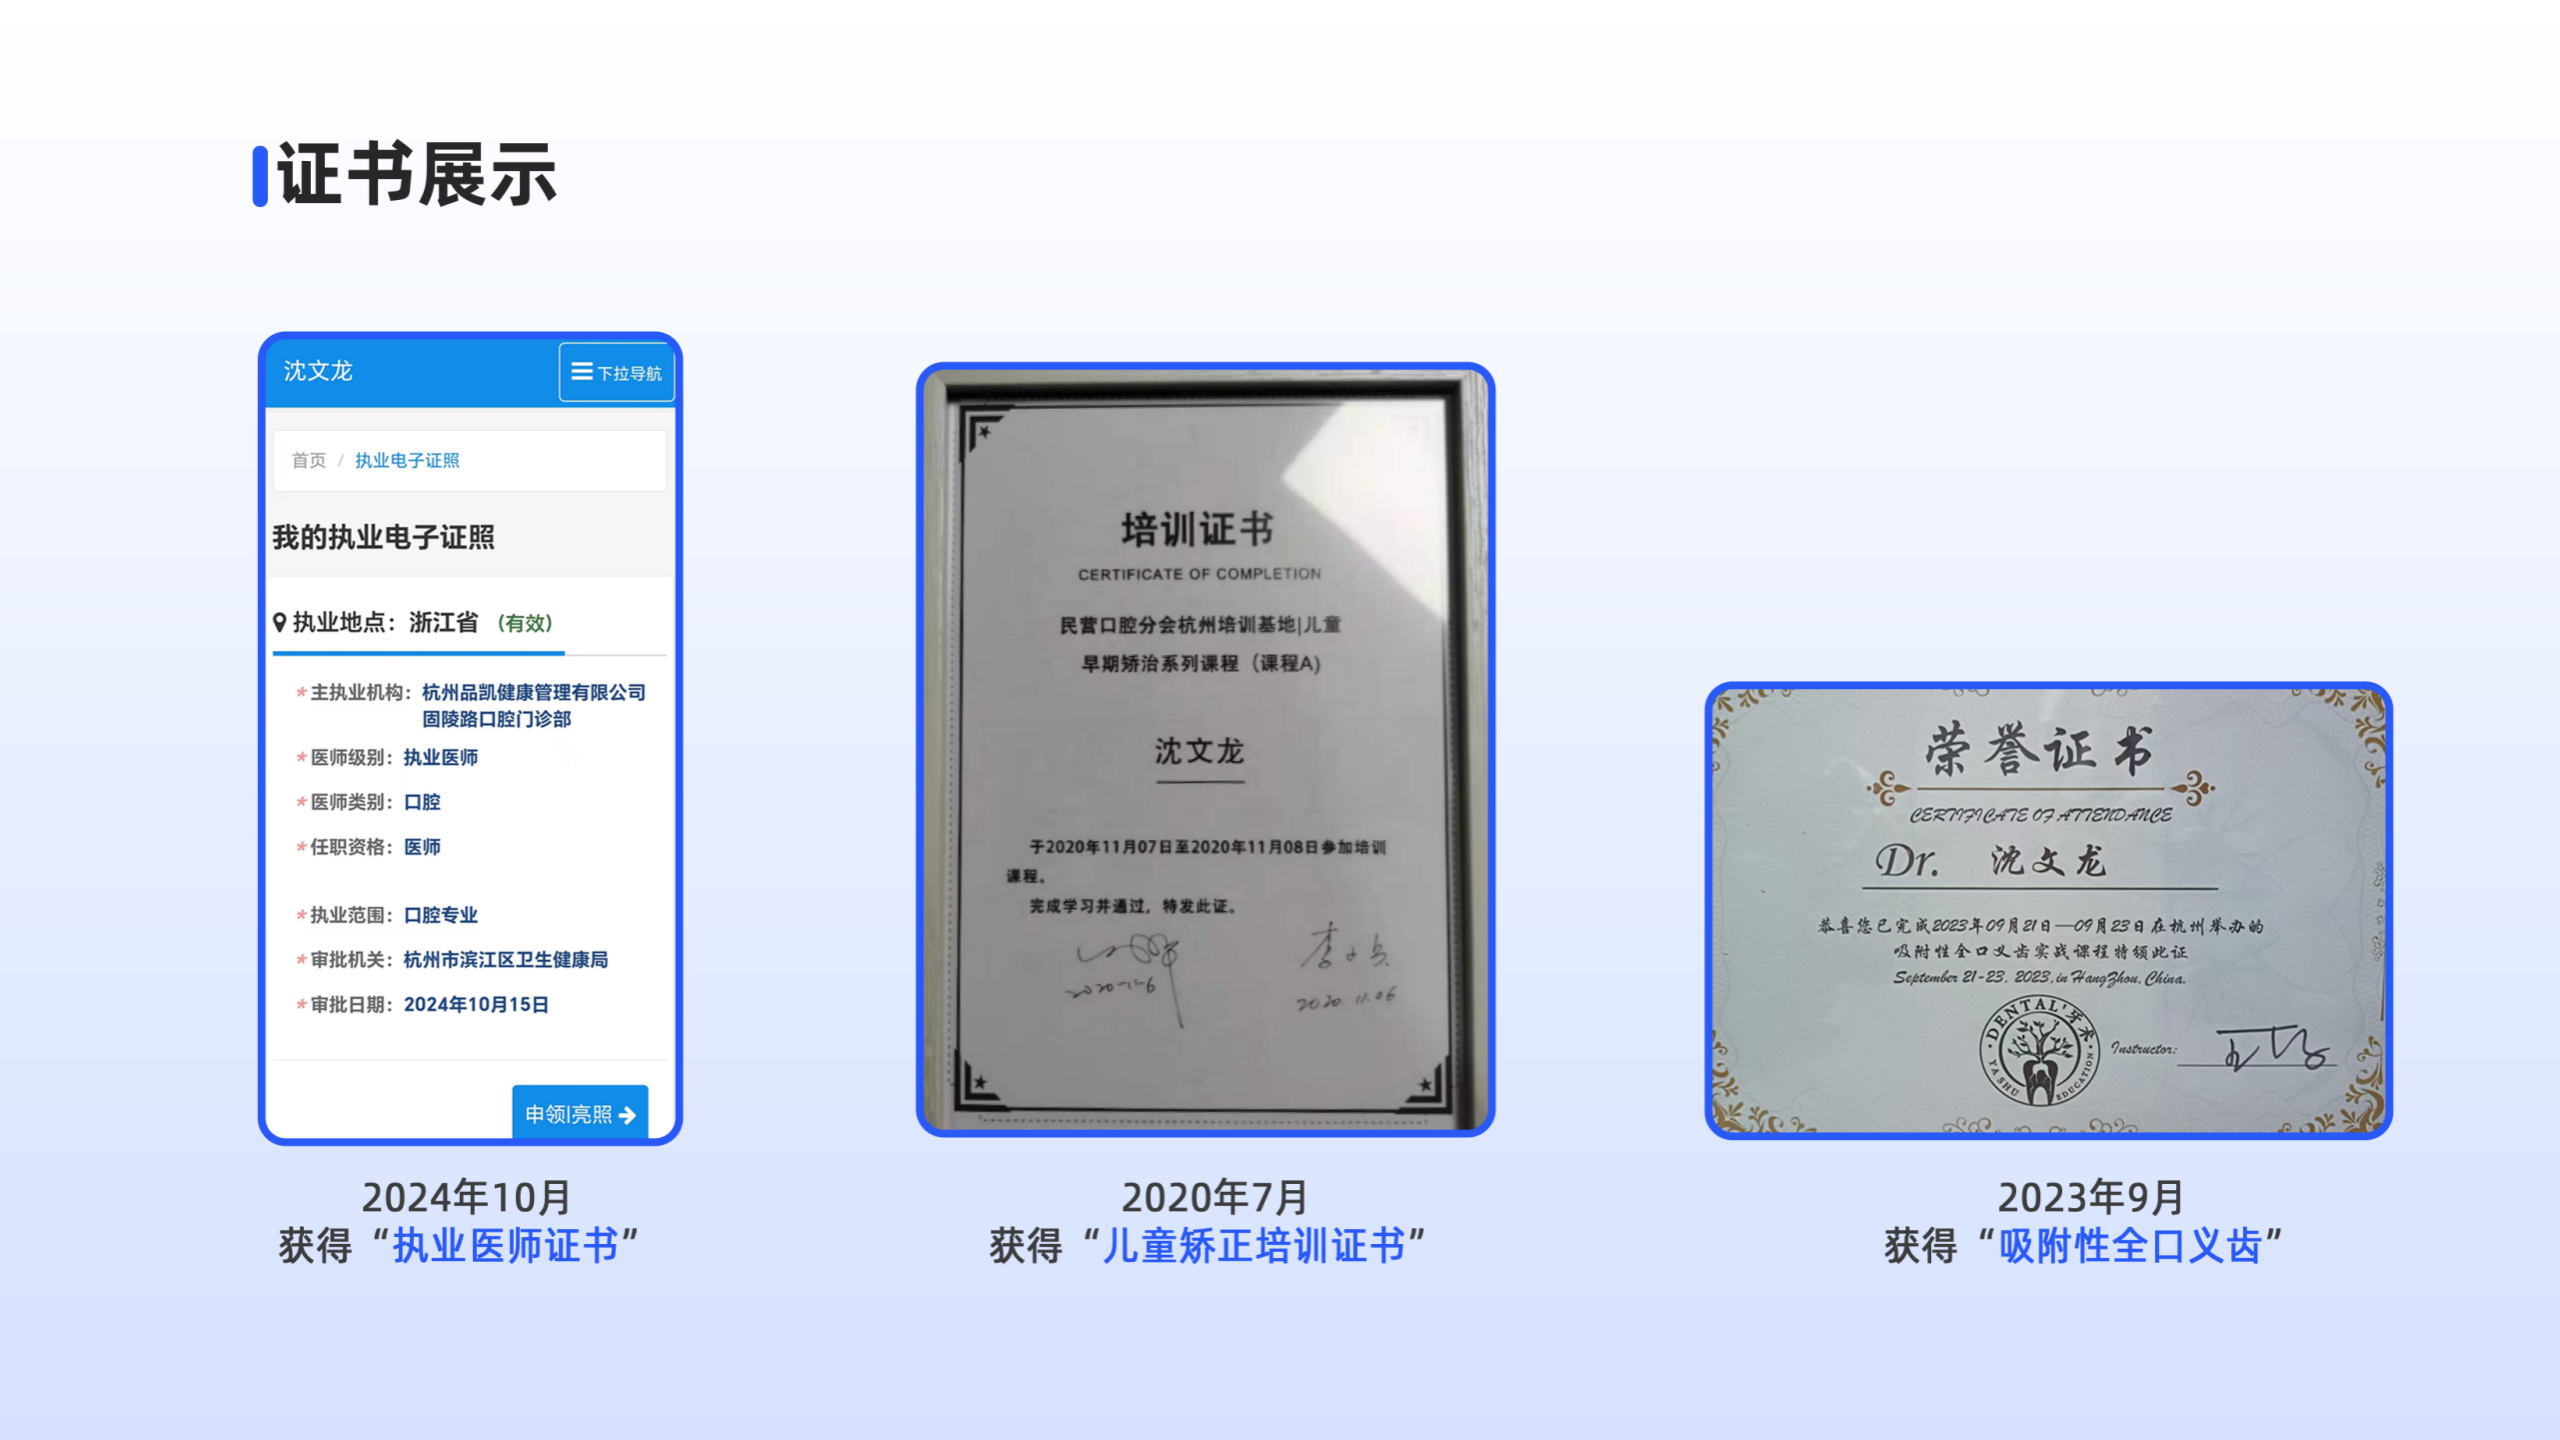 证书展示
沈文龙
下拉导航
首页 / 执业电子证照
我的执业电子证照
执业地点：浙江省 （有效）
*主执业机构：杭州品凯健康管理有限公司
固陵路口腔门诊部
*医师级别：执业医师
*医师类别：口腔
*任职资格：医师
*执业范围：口腔专业
*审批机关：杭州市滨江区卫生健康局
*审批日期：2024年10月15日
申领|亮照
2024年10月
获得“执业医师证书”
培训证书
CERTIFICATE OF COMPLETION
民营口腔分会杭州培训基地|儿童
早期矫治系列课程（课程A）
沈文龙
于2020年11月07日至2020年11月08日参加培训
课程。
完成学习并通过，特发此证。
2020-11-6
2020.11.06
2020年7月
获得“儿童矫正培训证书”
荣誉证书
CERTIFICATE OF ATTENDANCE
Dr. 沈文龙
恭喜您已完成2023年09月21日—09月23日在杭州举办的
吸附性全口义齿实战课程特颁此证
September 21-23, 2023, in HangZhou, China.
DENTAL' 牙术
YASHU EDUCATION
Instructor:
2023年9月
获得“吸附性全口义齿”